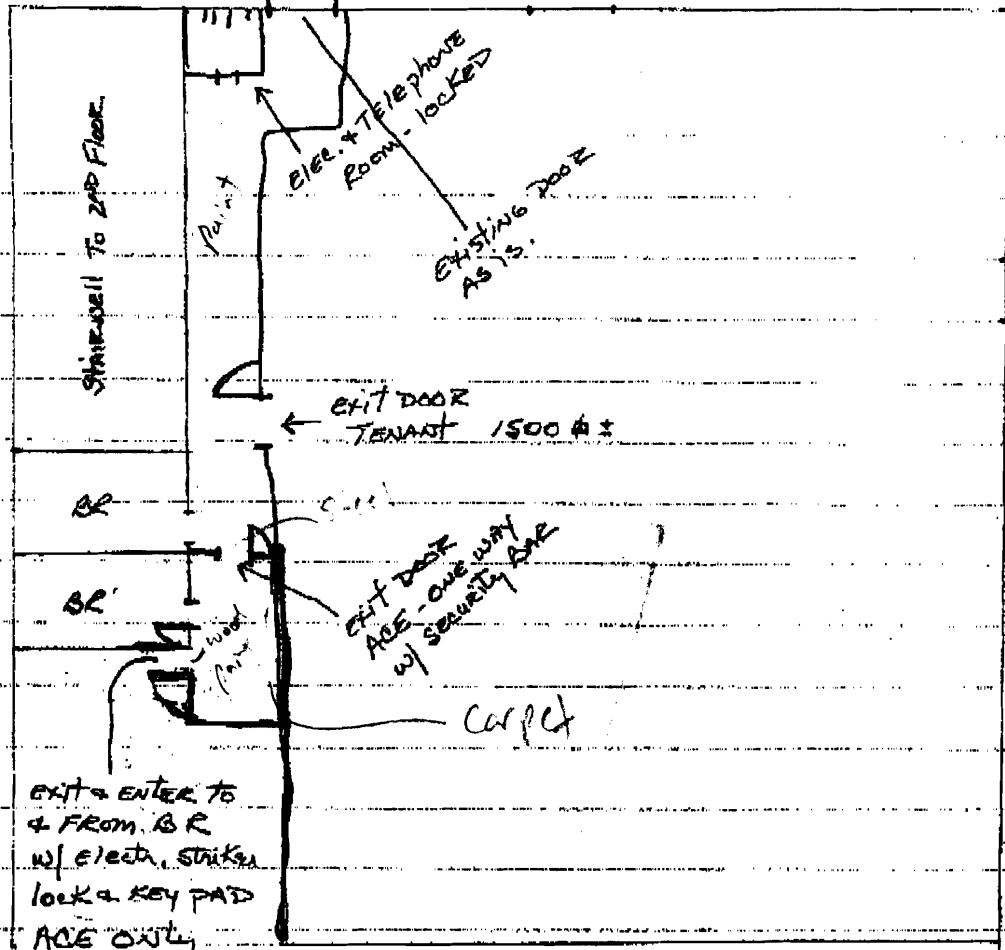 Stairwell To 2ND Floor.
Elec. & Telephone
Room - locked
Paint
Existing Door
As is.
exit Door
Tenant 1500 ⌀ ±
BR
exit Door
ACE - ONE WAY
w/ SECURITY BAR
BR
wood
Paint
Carpet
exit & ENTER TO
& FROM BR
w/ Electr. striker
lock & KEY PAD
ACE ONLY